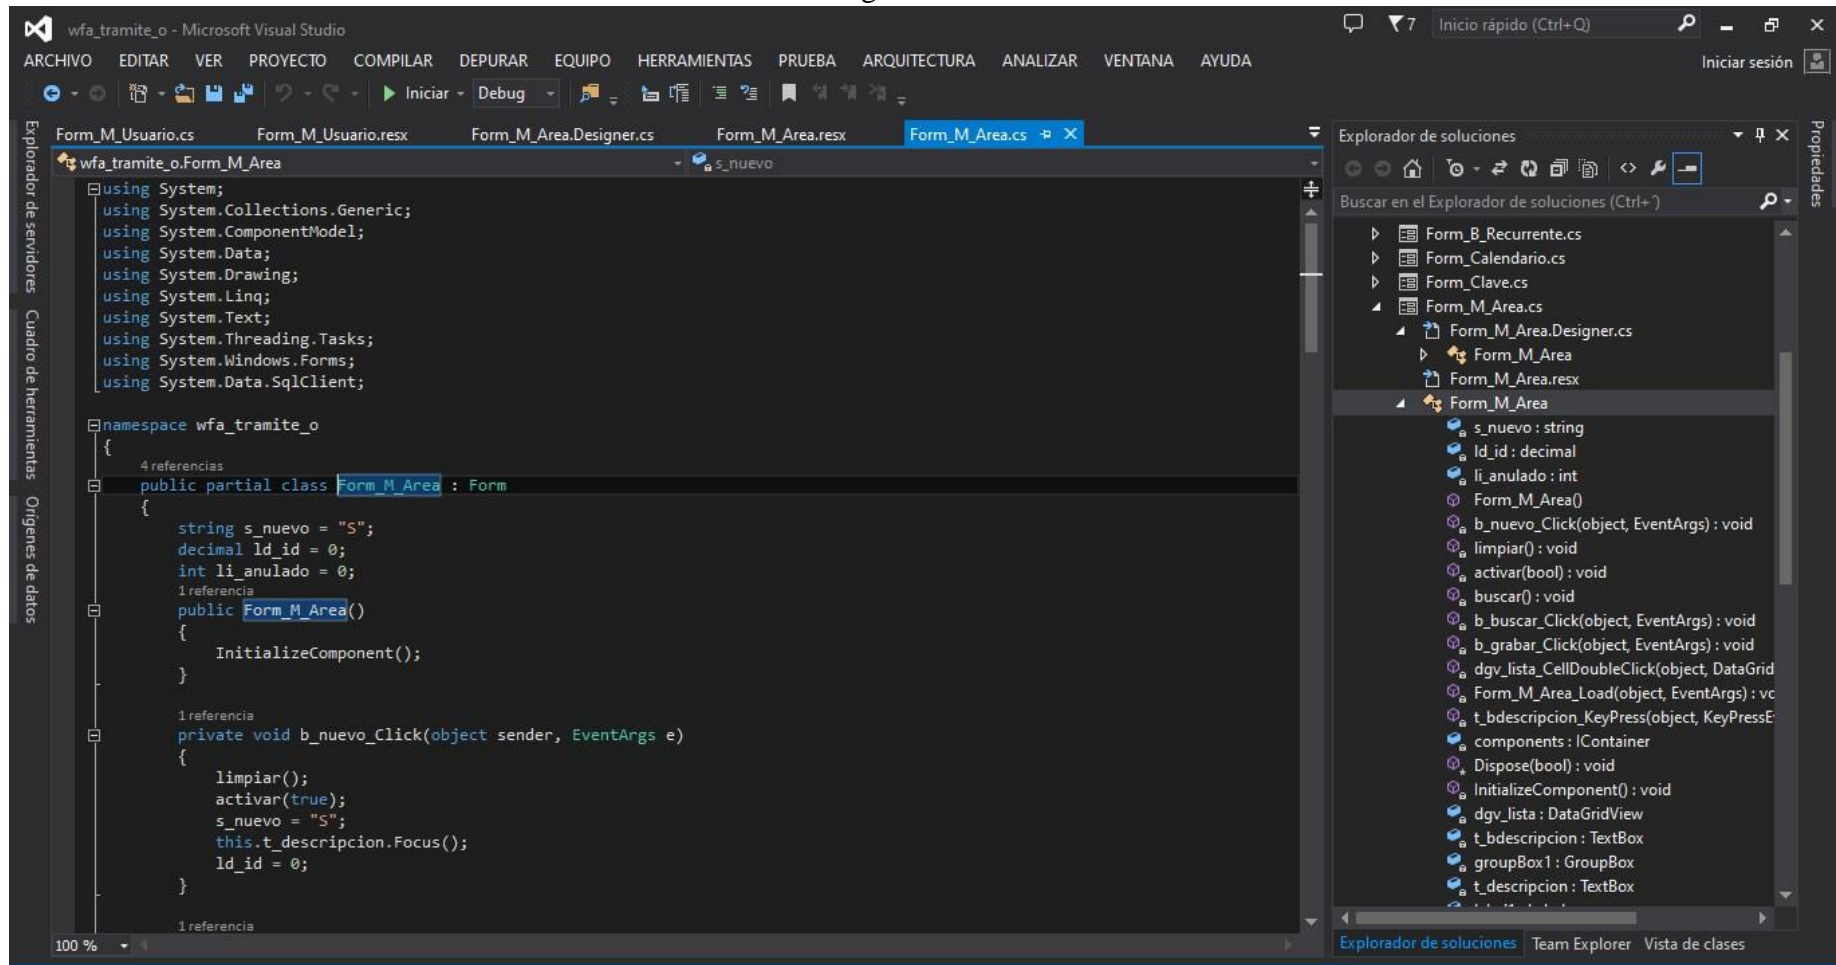 wfa_tramite_o - Microsoft Visual Studio
7
Inicio rápido (Ctrl+Q)
ARCHIVO EDITAR VER PROYECTO COMPILAR DEPURAR EQUIPO HERRAMIENTAS PRUEBA ARQUITECTURA ANALIZAR VENTANA AYUDA
Iniciar sesión
Iniciar
Debug
Explorador de servidores
Cuadro de herramientas
Orígenes de datos
Form_M_Usuario.cs Form_M_Usuario.resx Form_M_Area.Designer.cs Form_M_Area.resx Form_M_Area.cs
wfa_tramite_o.Form_M_Area
s_nuevo
using System;
using System.Collections.Generic;
using System.ComponentModel;
using System.Data;
using System.Drawing;
using System.Linq;
using System.Text;
using System.Threading.Tasks;
using System.Windows.Forms;
using System.Data.SqlClient;
namespace wfa_tramite_o
{
4 referencias
public partial class Form_M_Area : Form
{
string s_nuevo = "S";
decimal ld_id = 0;
int li_anulado = 0;
1 referencia
public Form_M_Area()
{
InitializeComponent();
}
1 referencia
private void b_nuevo_Click(object sender, EventArgs e)
{
limpiar();
activar(true);
s_nuevo = "S";
this.t_descripcion.Focus();
ld_id = 0;
}
1 referencia
100 %
Explorador de soluciones
Buscar en el Explorador de soluciones (Ctrl+´)
Form_B_Recurrente.cs
Form_Calendario.cs
Form_Clave.cs
Form_M_Area.cs
Form_M_Area.Designer.cs
Form_M_Area
Form_M_Area.resx
Form_M_Area
s_nuevo : string
ld_id : decimal
li_anulado : int
Form_M_Area()
b_nuevo_Click(object, EventArgs) : void
limpiar() : void
activar(bool) : void
buscar() : void
b_buscar_Click(object, EventArgs) : void
b_grabar_Click(object, EventArgs) : void
dgv_lista_CellDoubleClick(object, DataGrid
Form_M_Area_Load(object, EventArgs) : vo
t_bdescripcion_KeyPress(object, KeyPressE
components : IContainer
Dispose(bool) : void
InitializeComponent() : void
dgv_lista : DataGridView
t_bdescripcion : TextBox
groupBox1 : GroupBox
t_descripcion : TextBox
Explorador de soluciones Team Explorer Vista de clases
Propiedades